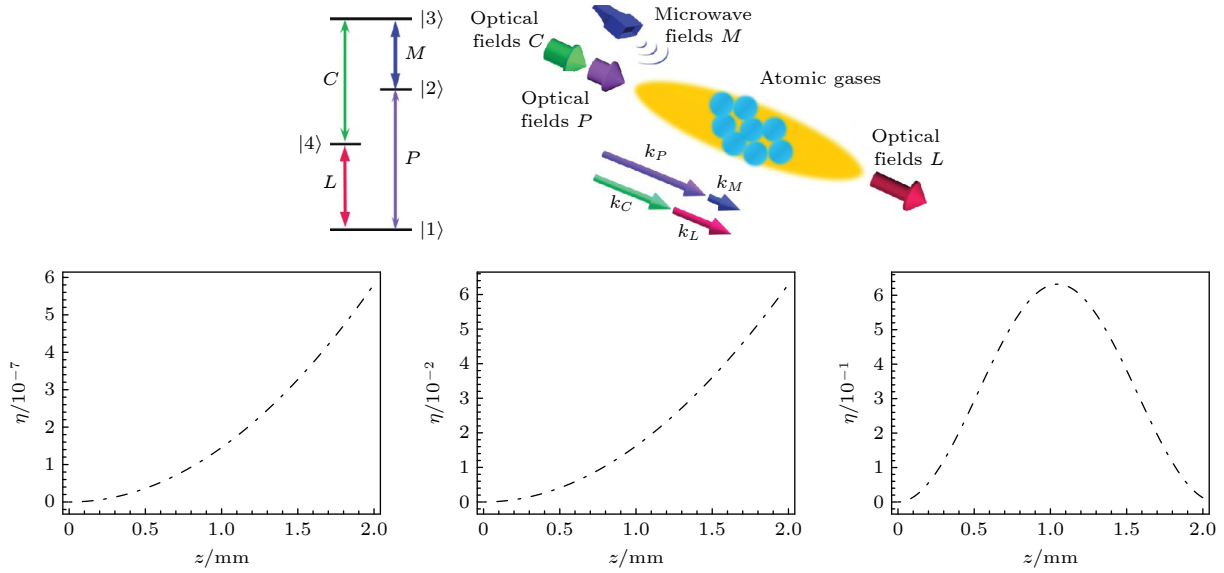 |3⟩
M
C
|2⟩
|4⟩
P
L
|1⟩
Optical
fields C
Microwave
fields M
Optical
fields P
Atomic gases
Optical
fields L
k_P
k_M
k_C
k_L
6
5
4
3
2
1
0
η/10⁻⁷
0 0.5 1.0 1.5 2.0
z/mm
6
5
4
3
2
1
0
η/10⁻²
0 0.5 1.0 1.5 2.0
z/mm
6
5
4
3
2
1
0
η/10⁻¹
0 0.5 1.0 1.5 2.0
z/mm